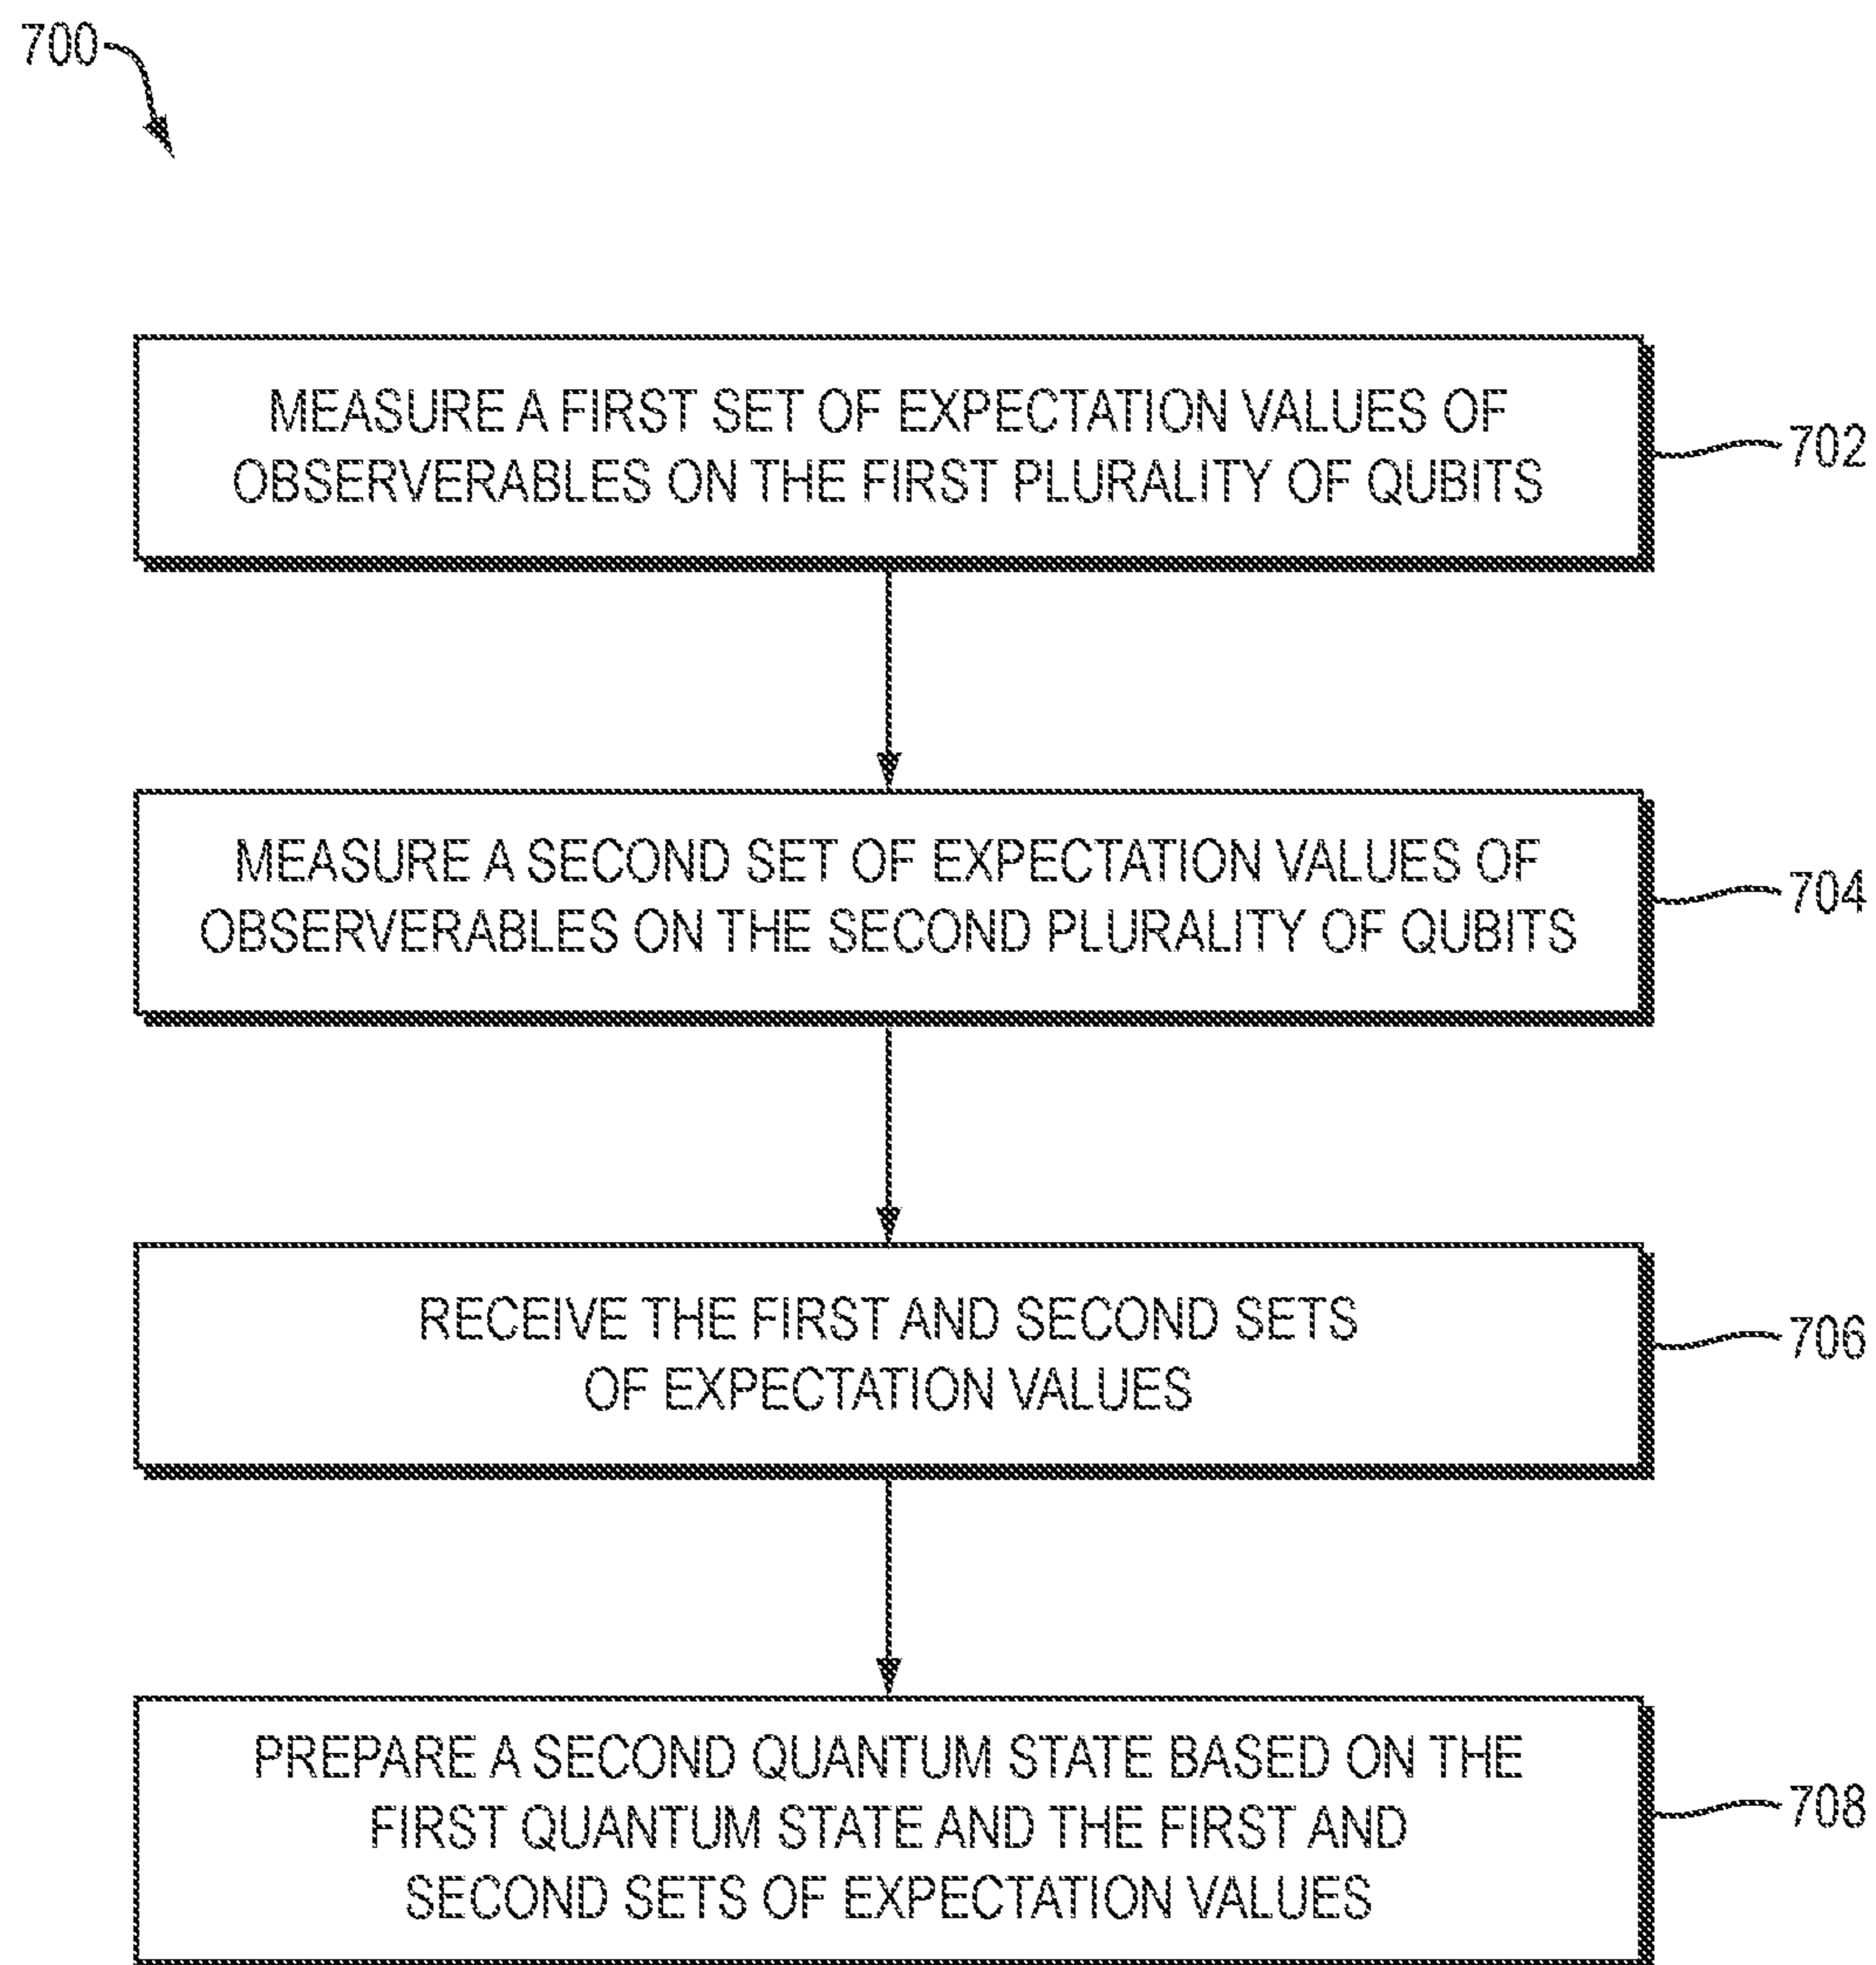 700
MEASURE A FIRST SET OF EXPECTATION VALUES OF
OBSERVERABLES ON THE FIRST PLURALITY OF QUBITS
702
MEASURE A SECOND SET OF EXPECTATION VALUES OF
OBSERVERABLES ON THE SECOND PLURALITY OF QUBITS
704
RECEIVE THE FIRST AND SECOND SETS
OF EXPECTATION VALUES
706
PREPARE A SECOND QUANTUM STATE BASED ON THE
FIRST QUANTUM STATE AND THE FIRST AND
SECOND SETS OF EXPECTATION VALUES
708